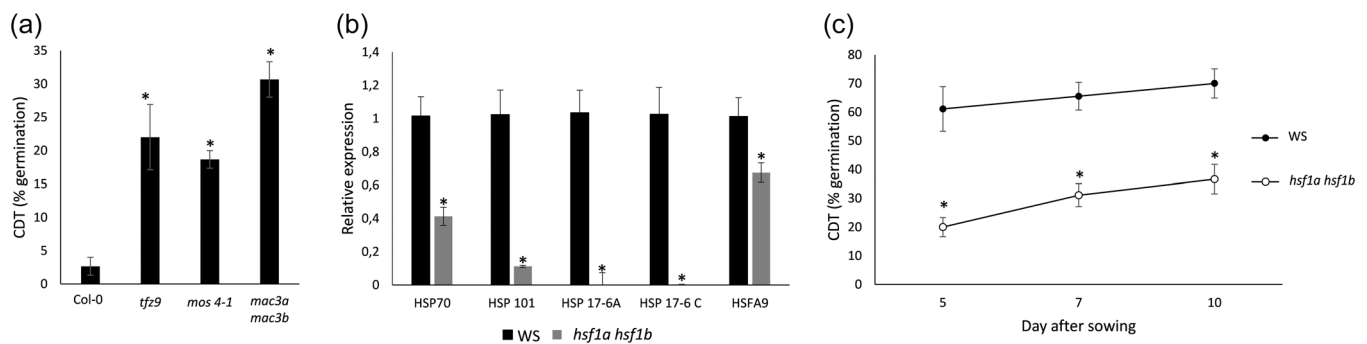 (a)
CDT (% germination)
35
30
25
20
15
10
5
0
*
*
*
Col-0
tfz9
mos 4-1
mac3a
mac3b
(b)
Relative expression
1,4
1,2
1
0,8
0,6
0,4
0,2
0
*
*
*
*
*
HSP70
HSP 101
HSP 17-6A
HSP 17-6 C
HSFA9
WS
hsf1a hsf1b
(c)
CDT (% germination)
80
70
60
50
40
30
20
10
0
*
*
*
5
7
10
Day after sowing
WS
hsf1a hsf1b